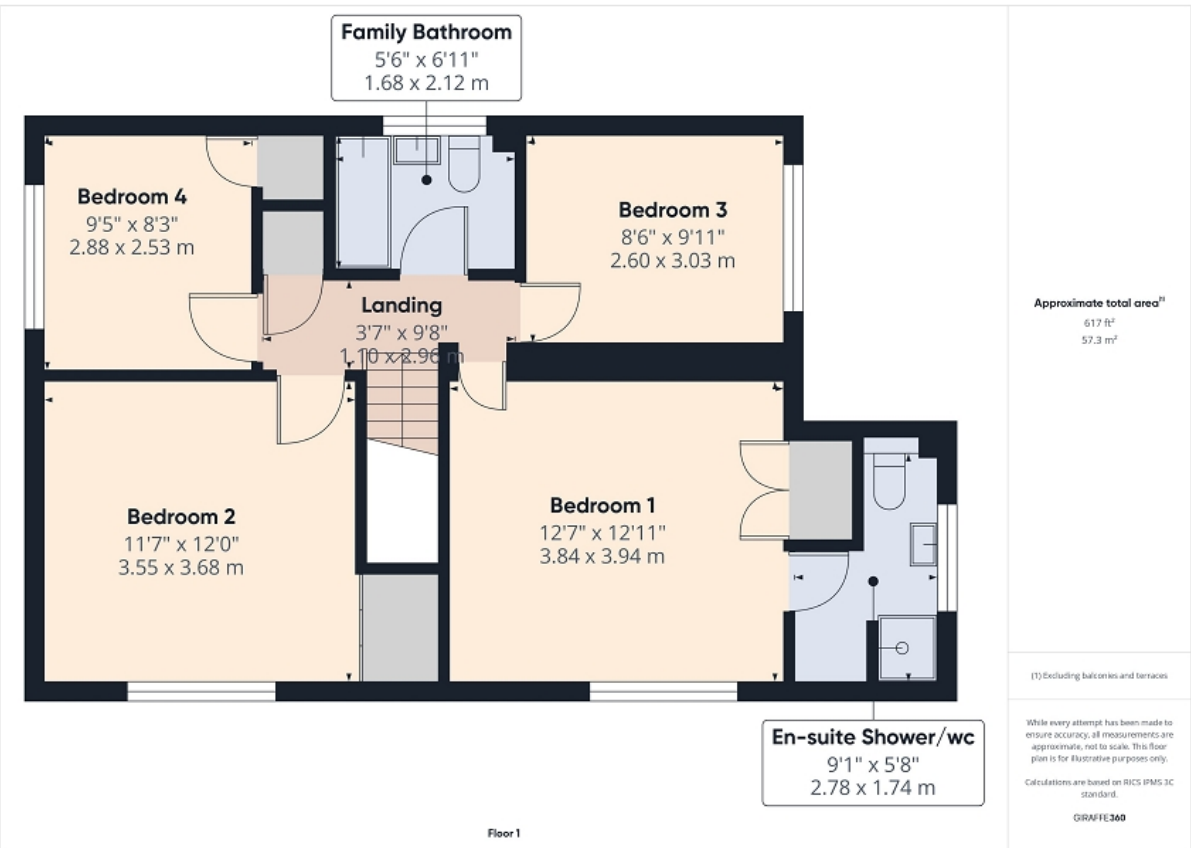 Family Bathroom
5'6" x 6'11"
1.68 x 2.12 m
Bedroom 4
9'5" x 8'3"
2.88 x 2.53 m
Bedroom 3
8'6" x 9'11"
2.60 x 3.03 m
Landing
3'7" x 9'8"
1.10 x 2.96 m
Bedroom 2
11'7" x 12'0"
3.55 x 3.68 m
Bedroom 1
12'7" x 12'11"
3.84 x 3.94 m
En-suite Shower/wc
9'1" x 5'8"
2.78 x 1.74 m
Floor 1
Approximate total area⁽¹⁾
617 ft²
57.3 m²
(1) Excluding balconies and terraces
While every attempt has been made to
ensure accuracy, all measurements are
approximate, not to scale. This floor
plan is for illustrative purposes only.
Calculations are based on RICS IPMS 3C
standard.
GIRAFFE360